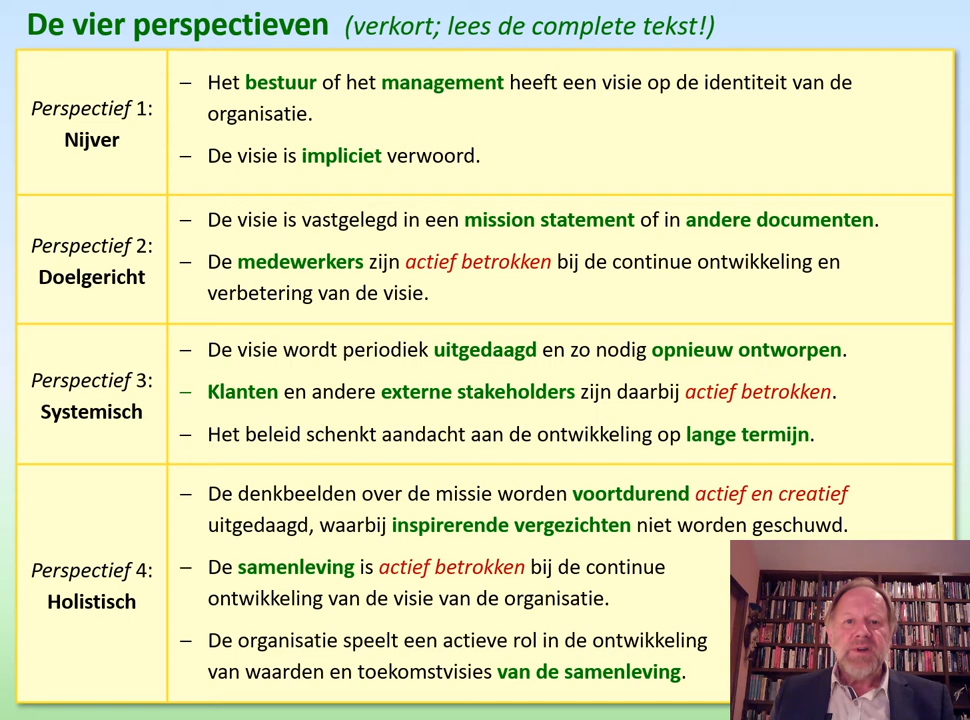 De vier perspectieven (verkort; lees de complete tekst!)
Perspectief 1:
Nijver
– Het bestuur of het management heeft een visie op de identiteit van de
organisatie.
– De visie is impliciet verwoord.
Perspectief 2:
Doelgericht
– De visie is vastgelegd in een mission statement of in andere documenten.
– De medewerkers zijn actief betrokken bij de continue ontwikkeling en
verbetering van de visie.
Perspectief 3:
Systemisch
– De visie wordt periodiek uitgedaagd en zo nodig opnieuw ontworpen.
– Klanten en andere externe stakeholders zijn daarbij actief betrokken.
– Het beleid schenkt aandacht aan de ontwikkeling op lange termijn.
Perspectief 4:
Holistisch
– De denkbeelden over de missie worden voortdurend actief en creatief
uitgedaagd, waarbij inspirerende vergezichten niet worden geschuwd.
– De samenleving is actief betrokken bij de continue
ontwikkeling van de visie van de organisatie.
– De organisatie speelt een actieve rol in de ontwikkeling
van waarden en toekomstvisies van de samenleving.